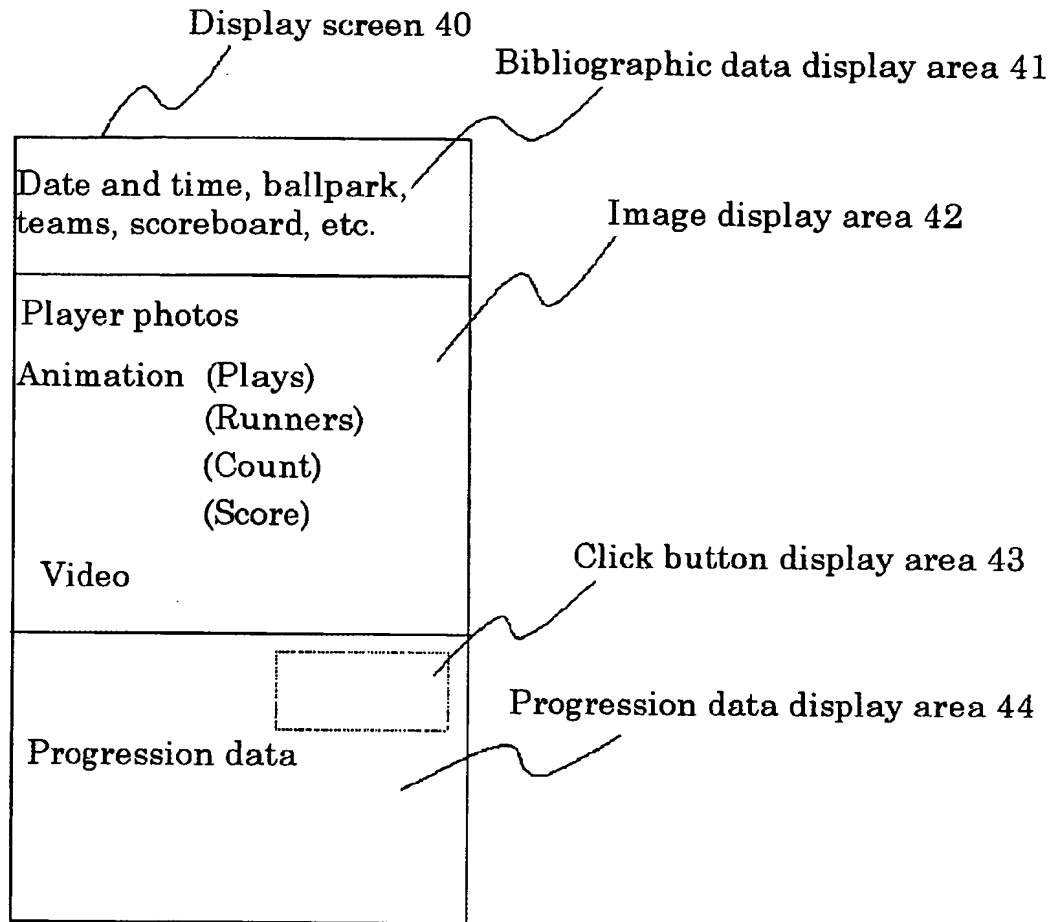 Display screen 40
Bibliographic data display area 41
Date and time, ballpark,
teams, scoreboard, etc.
Image display area 42
Player photos
Animation (Plays)
(Runners)
(Count)
(Score)
Video
Click button display area 43
Progression data display area 44
Progression data